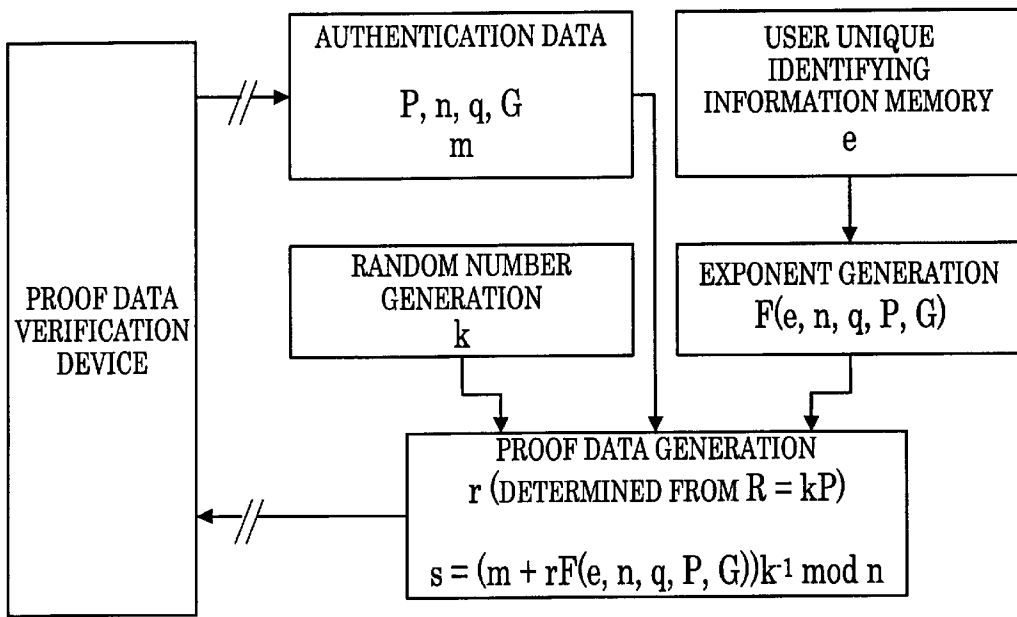 PROOF DATA
VERIFICATION
DEVICE
AUTHENTICATION DATA
P, n, q, G
m
USER UNIQUE
IDENTIFYING
INFORMATION MEMORY
e
RANDOM NUMBER
GENERATION
k
EXPONENT GENERATION
F(e, n, q, P, G)
PROOF DATA GENERATION
r (DETERMINED FROM R = kP)
s = (m + rF(e, n, q, P, G))k⁻¹ mod n